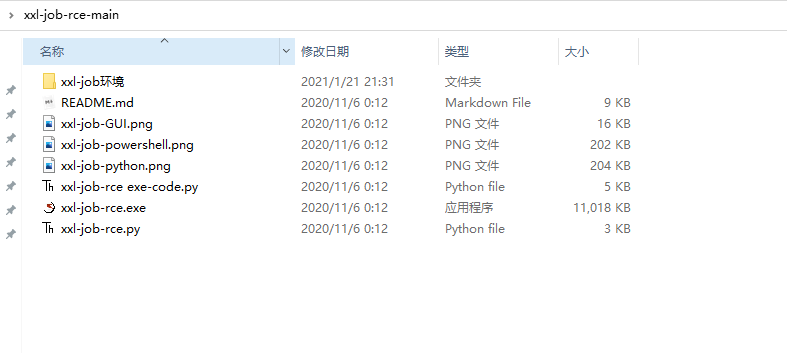 xxl-job-rce-main
名称 修改日期 类型 大小
xxl-job环境 2021/1/21 21:31 文件夹
README.md 2020/11/6 0:12 Markdown File 9 KB
xxl-job-GUI.png 2020/11/6 0:12 PNG 文件 16 KB
xxl-job-powershell.png 2020/11/6 0:12 PNG 文件 202 KB
xxl-job-python.png 2020/11/6 0:12 PNG 文件 204 KB
xxl-job-rce exe-code.py 2020/11/6 0:12 Python file 5 KB
xxl-job-rce.exe 2020/11/6 0:12 应用程序 11,018 KB
xxl-job-rce.py 2020/11/6 0:12 Python file 3 KB